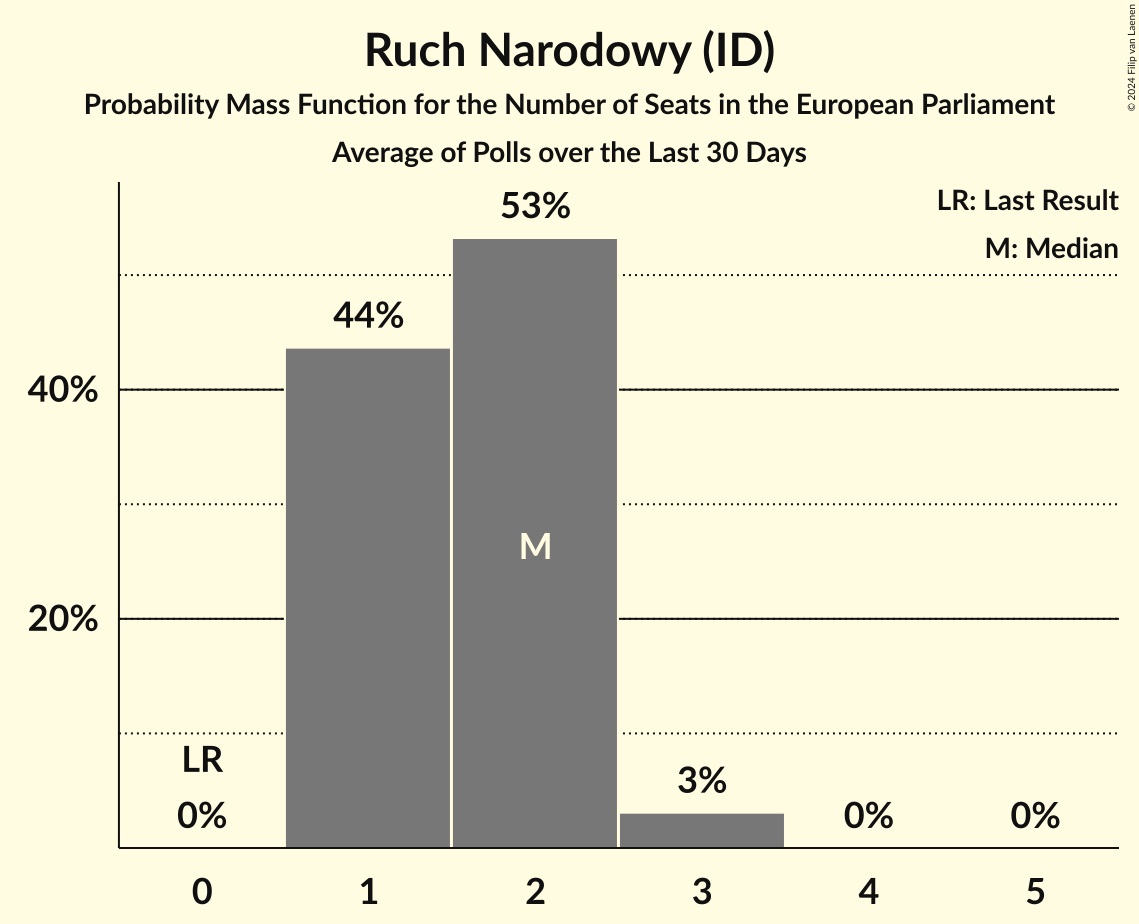 Ruch Narodowy (ID)
Probability Mass Function for the Number of Seats in the European Parliament
Average of Polls over the Last 30 Days
© 2024 Filip van Laenen
LR: Last Result
M: Median
53%
44%
40%
M
20%
LR
0%
3%
0%
0%
0 1 2 3 4 5